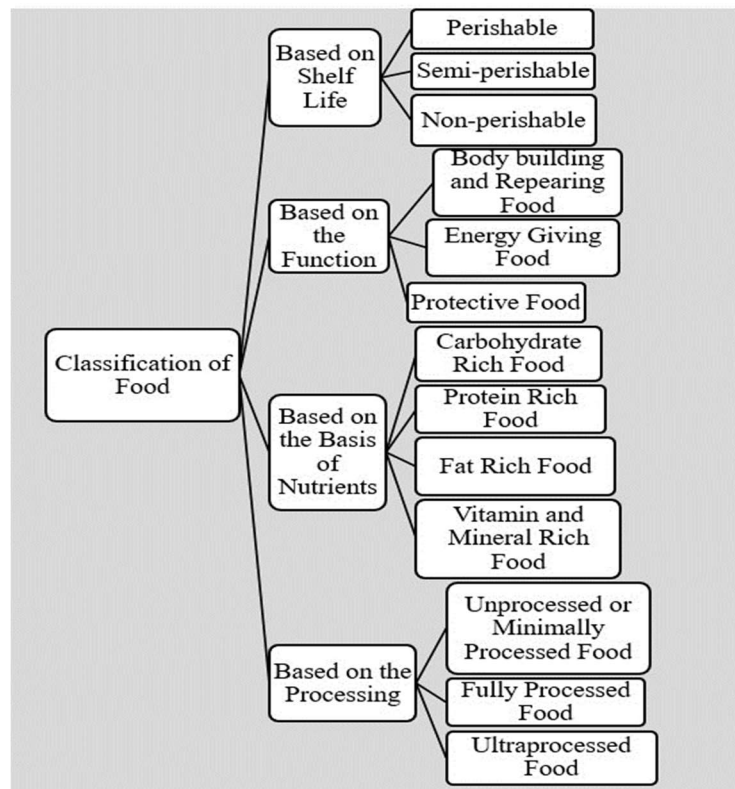 Classification of
Food
Based on
Shelf
Life
Perishable
Semi-perishable
Non-perishable
Based on
the
Function
Body building
and Repearing
Food
Energy Giving
Food
Protective Food
Based on
the Basis
of
Nutrients
Carbohydrate
Rich Food
Protein Rich
Food
Fat Rich Food
Vitamin and
Mineral Rich
Food
Based on the
Processing
Unprocessed or
Minimally
Processed Food
Fully Processed
Food
Ultraprocessed
Food